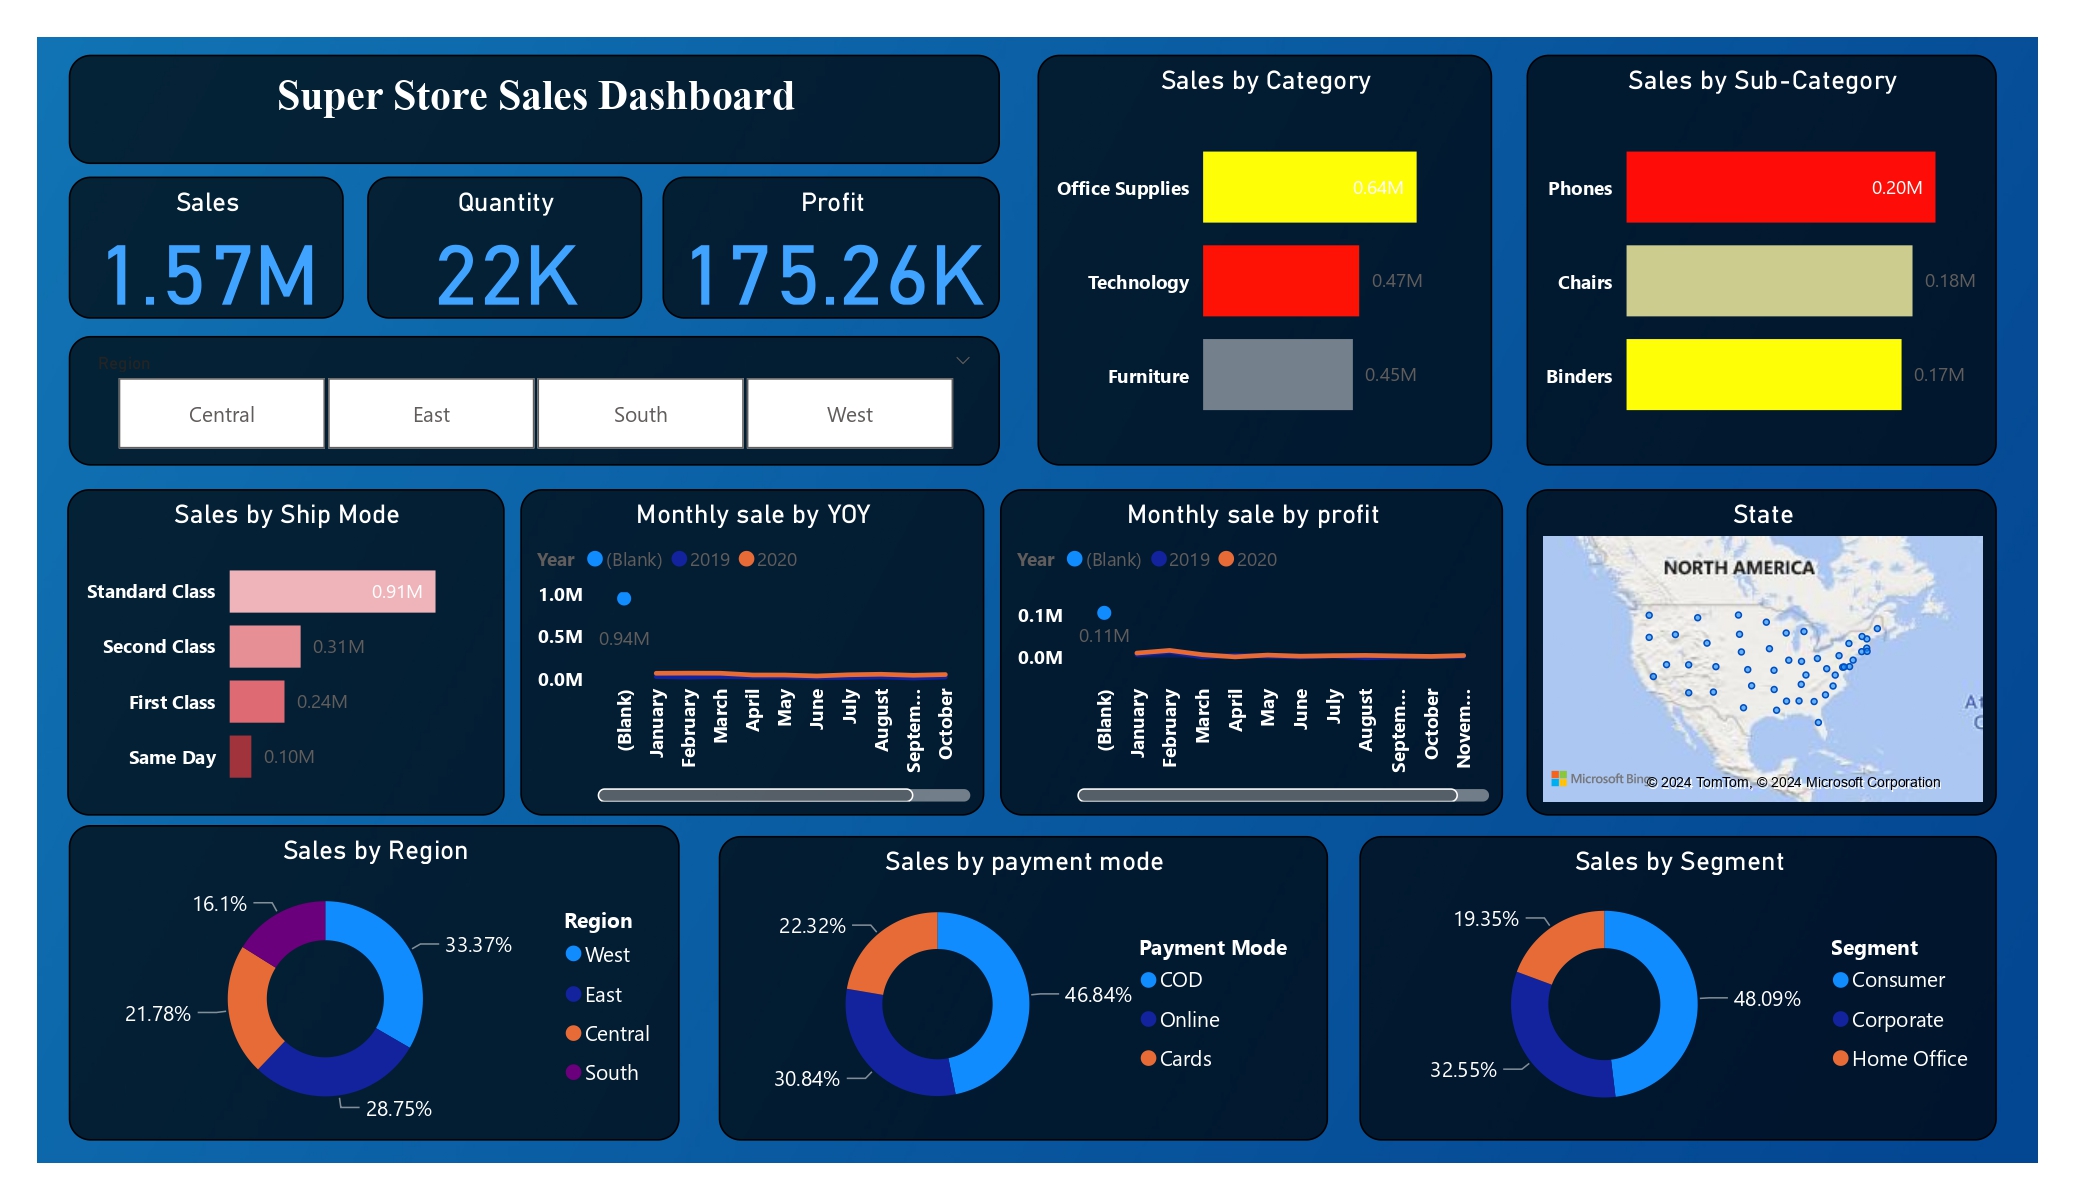 Super Store Sales Dashboard
Sales
1.57M
Quantity
22K
Profit
175.26K
Region
Central
East
South
West
Sales by Category
Office Supplies
0.64M
Technology
0.47M
Furniture
0.45M
Sales by Sub-Category
Phones
0.20M
Chairs
0.18M
Binders
0.17M
Sales by Ship Mode
Standard Class
0.91M
Second Class
0.31M
First Class
0.24M
Same Day
0.10M
Monthly sale by YOY
Year (Blank) 2019 2020
1.0M
0.5M
0.0M
0.94M
(Blank)
January
February
March
April
May
June
July
August
Septem...
October
Monthly sale by profit
Year (Blank) 2019 2020
0.1M
0.0M
0.11M
(Blank)
January
February
March
April
May
June
July
August
Septem...
October
Novem...
State
NORTH AMERICA
At
Microsoft Bing
© 2024 TomTom, © 2024 Microsoft Corporation
Sales by Region
16.1%
33.37%
21.78%
28.75%
Region
West
East
Central
South
Sales by payment mode
22.32%
46.84%
30.84%
Payment Mode
COD
Online
Cards
Sales by Segment
19.35%
48.09%
32.55%
Segment
Consumer
Corporate
Home Office